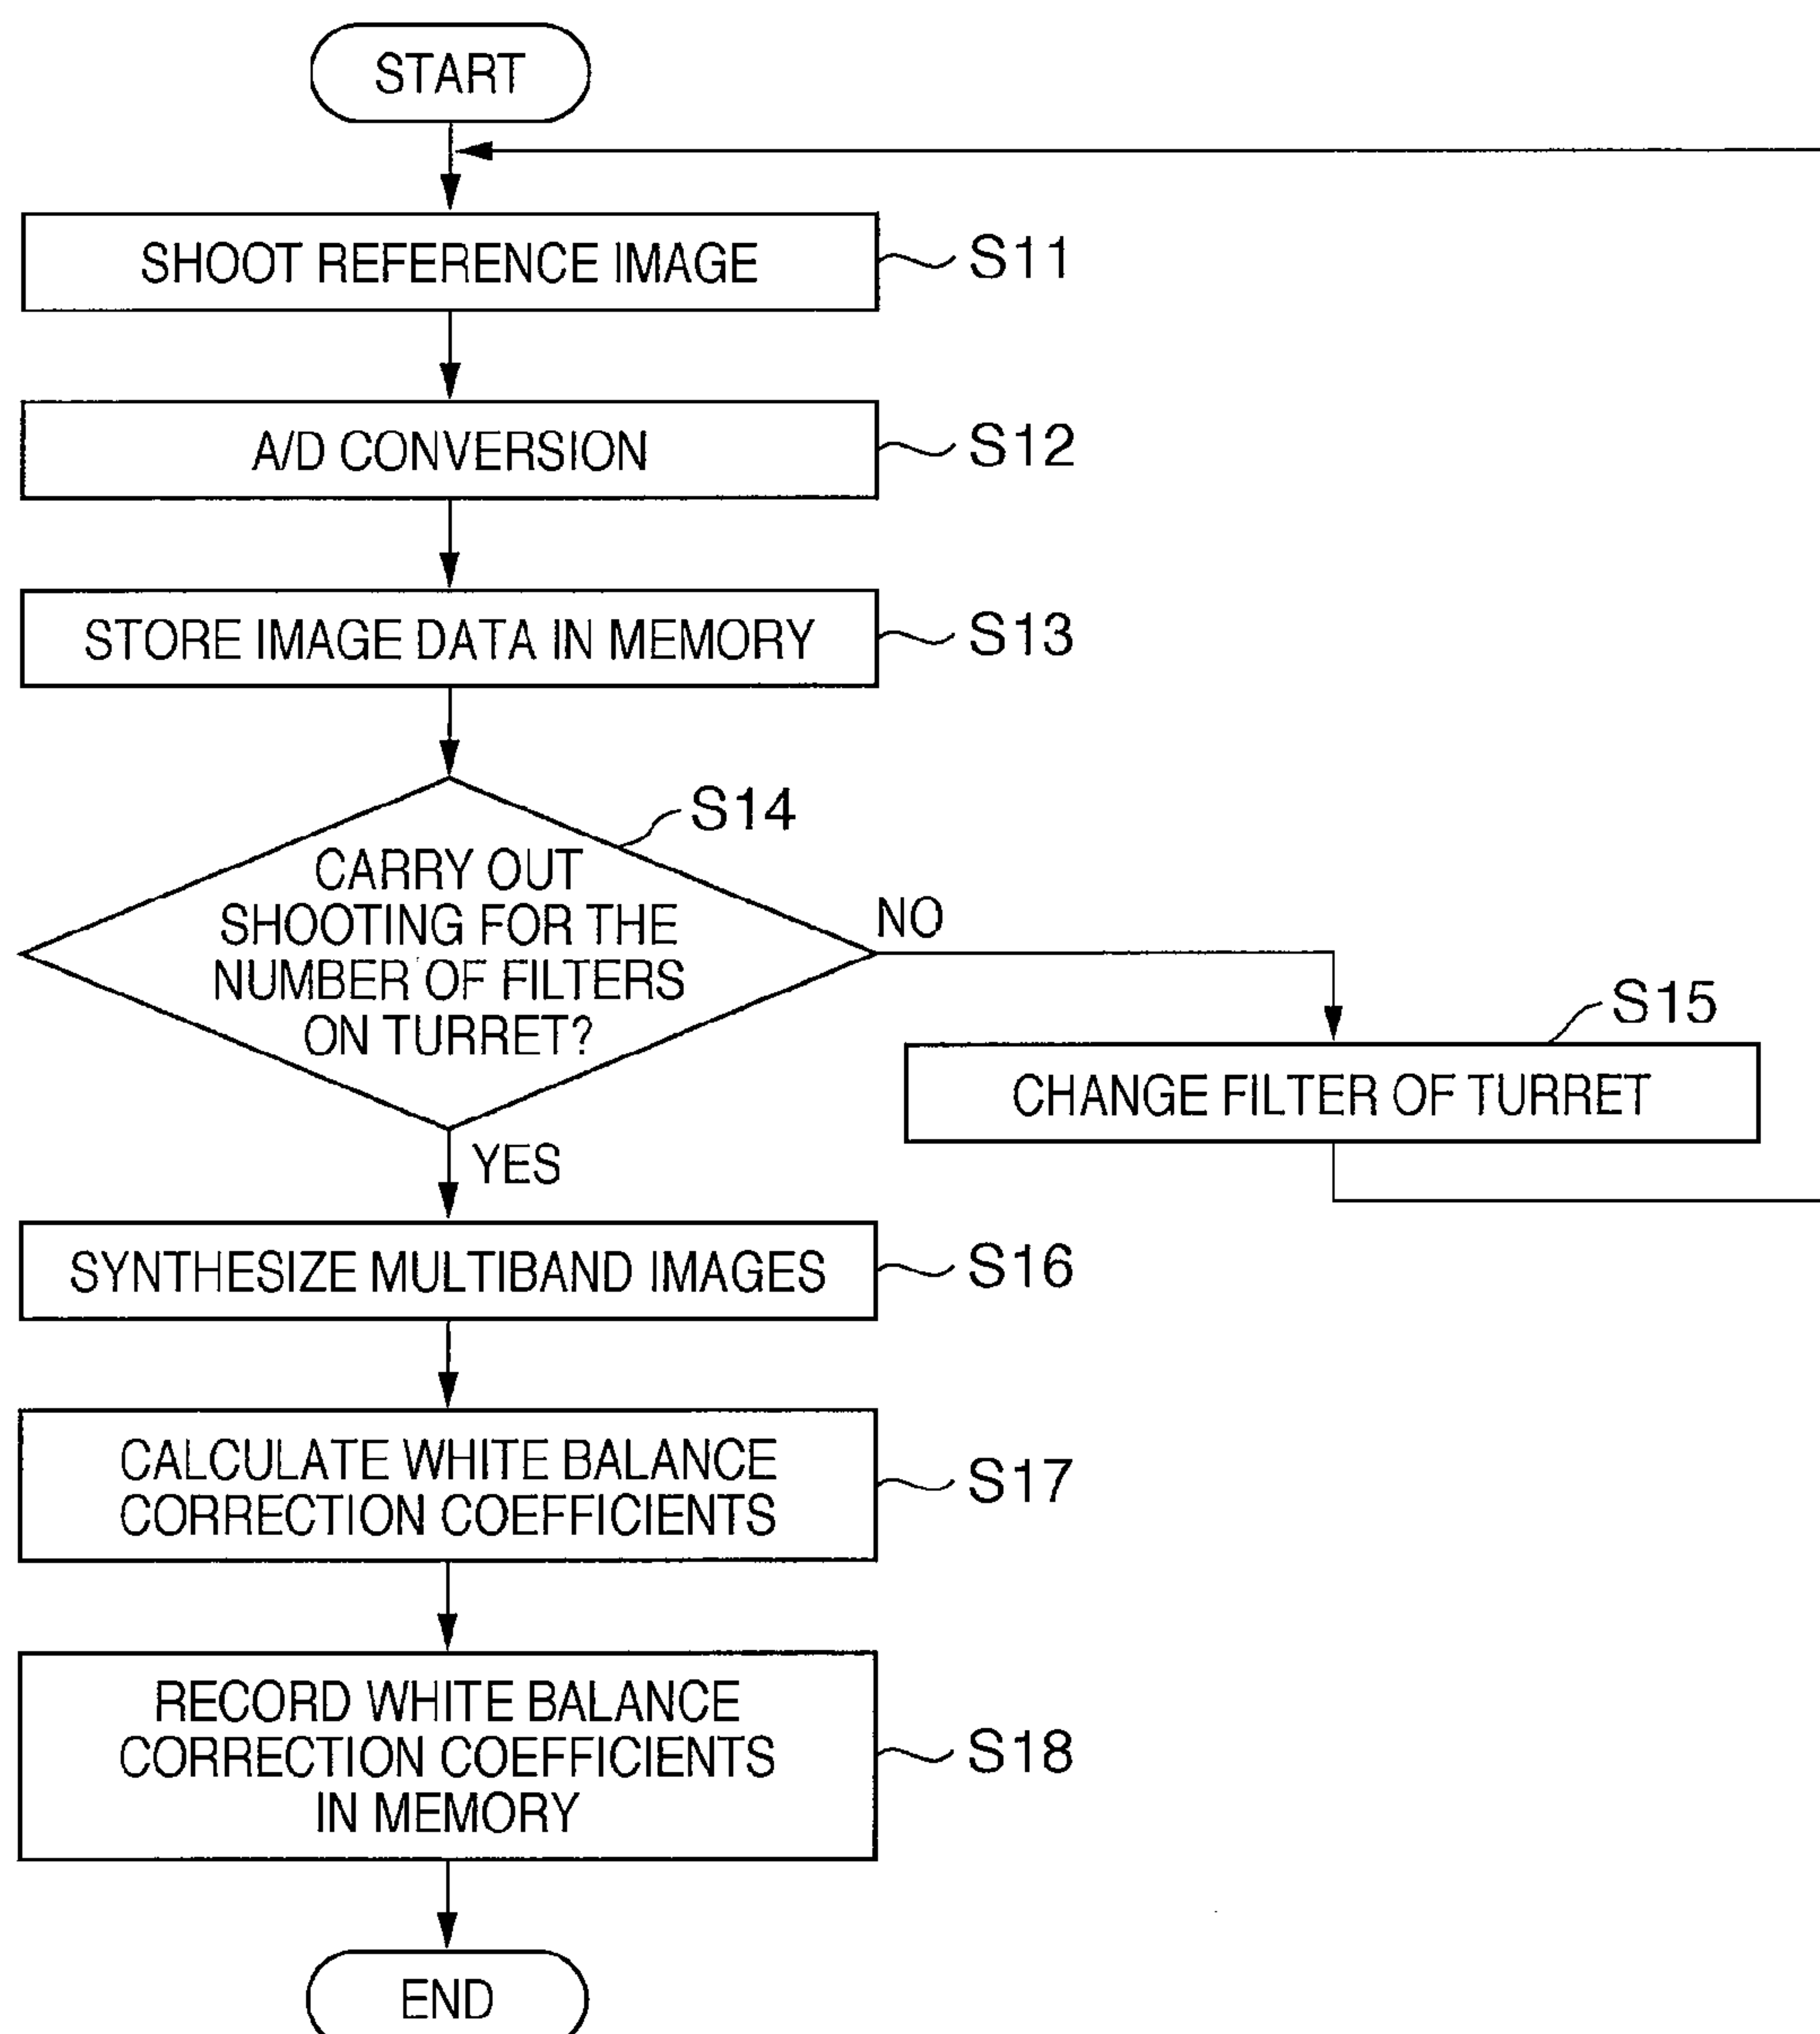 START
SHOOT REFERENCE IMAGE
S11
A/D CONVERSION
S12
STORE IMAGE DATA IN MEMORY
S13
S14
CARRY OUT
SHOOTING FOR THE
NUMBER OF FILTERS
ON TURRET?
NO
S15
CHANGE FILTER OF TURRET
YES
SYNTHESIZE MULTIBAND IMAGES
S16
CALCULATE WHITE BALANCE
CORRECTION COEFFICIENTS
S17
RECORD WHITE BALANCE
CORRECTION COEFFICIENTS
IN MEMORY
S18
END